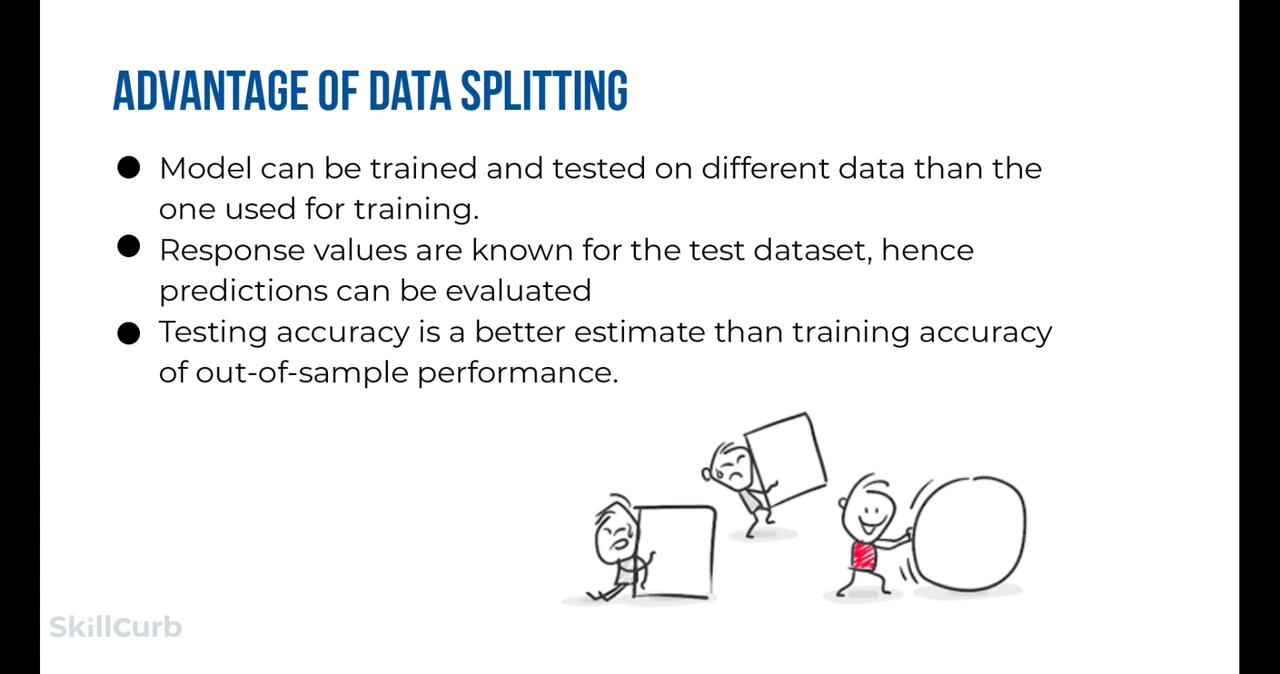 ADVANTAGE OF DATA SPLITTING
● Model can be trained and tested on different data than the
one used for training.
● Response values are known for the test dataset, hence
predictions can be evaluated
● Testing accuracy is a better estimate than training accuracy
of out-of-sample performance.
SkillCurb